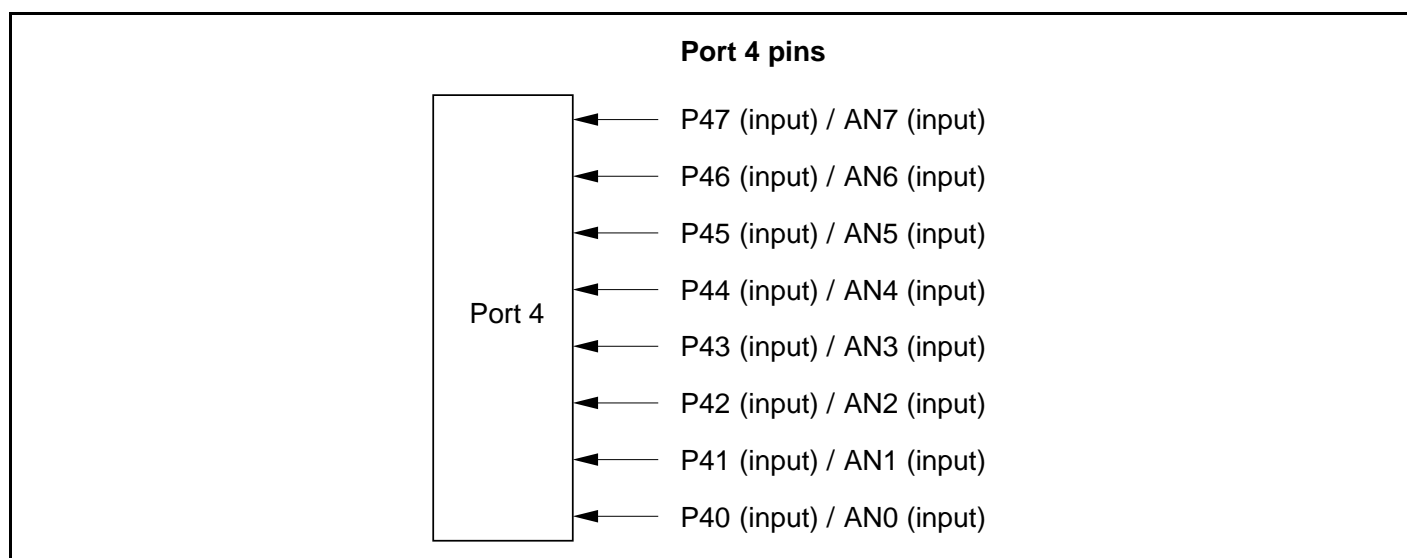 Port 4 pins
P47 (input) / AN7 (input)
P46 (input) / AN6 (input)
P45 (input) / AN5 (input)
P44 (input) / AN4 (input)
Port 4
P43 (input) / AN3 (input)
P42 (input) / AN2 (input)
P41 (input) / AN1 (input)
P40 (input) / AN0 (input)